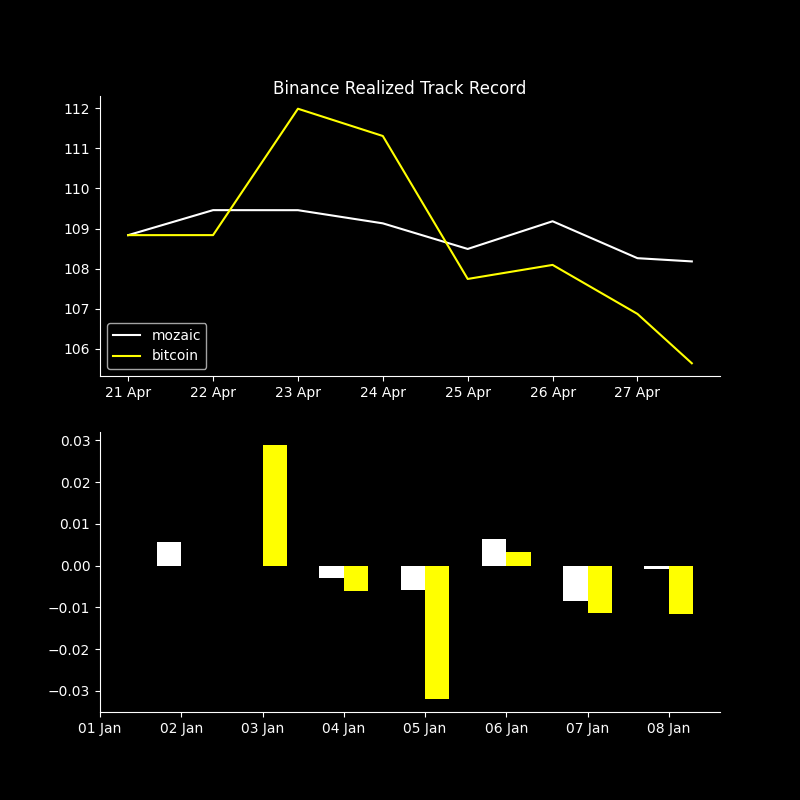 Binance Realized Track Record
112
111
110
109
108
107
106
mozaic
bitcoin
21 Apr 22 Apr 23 Apr 24 Apr 25 Apr 26 Apr 27 Apr
0.03
0.02
0.01
0.00
−0.01
−0.02
−0.03
01 Jan 02 Jan 03 Jan 04 Jan 05 Jan 06 Jan 07 Jan 08 Jan